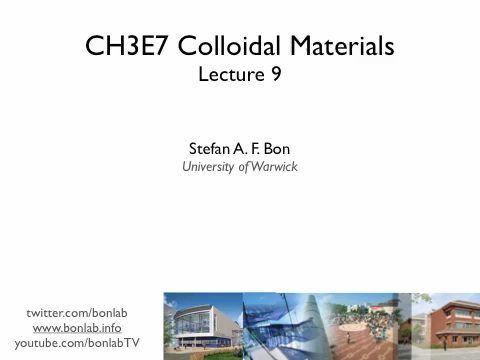 CH3E7 Colloidal Materials
Lecture 9
Stefan A. F. Bon
University of Warwick
twitter.com/bonlab
www.bonlab.info
youtube.com/bonlabTV